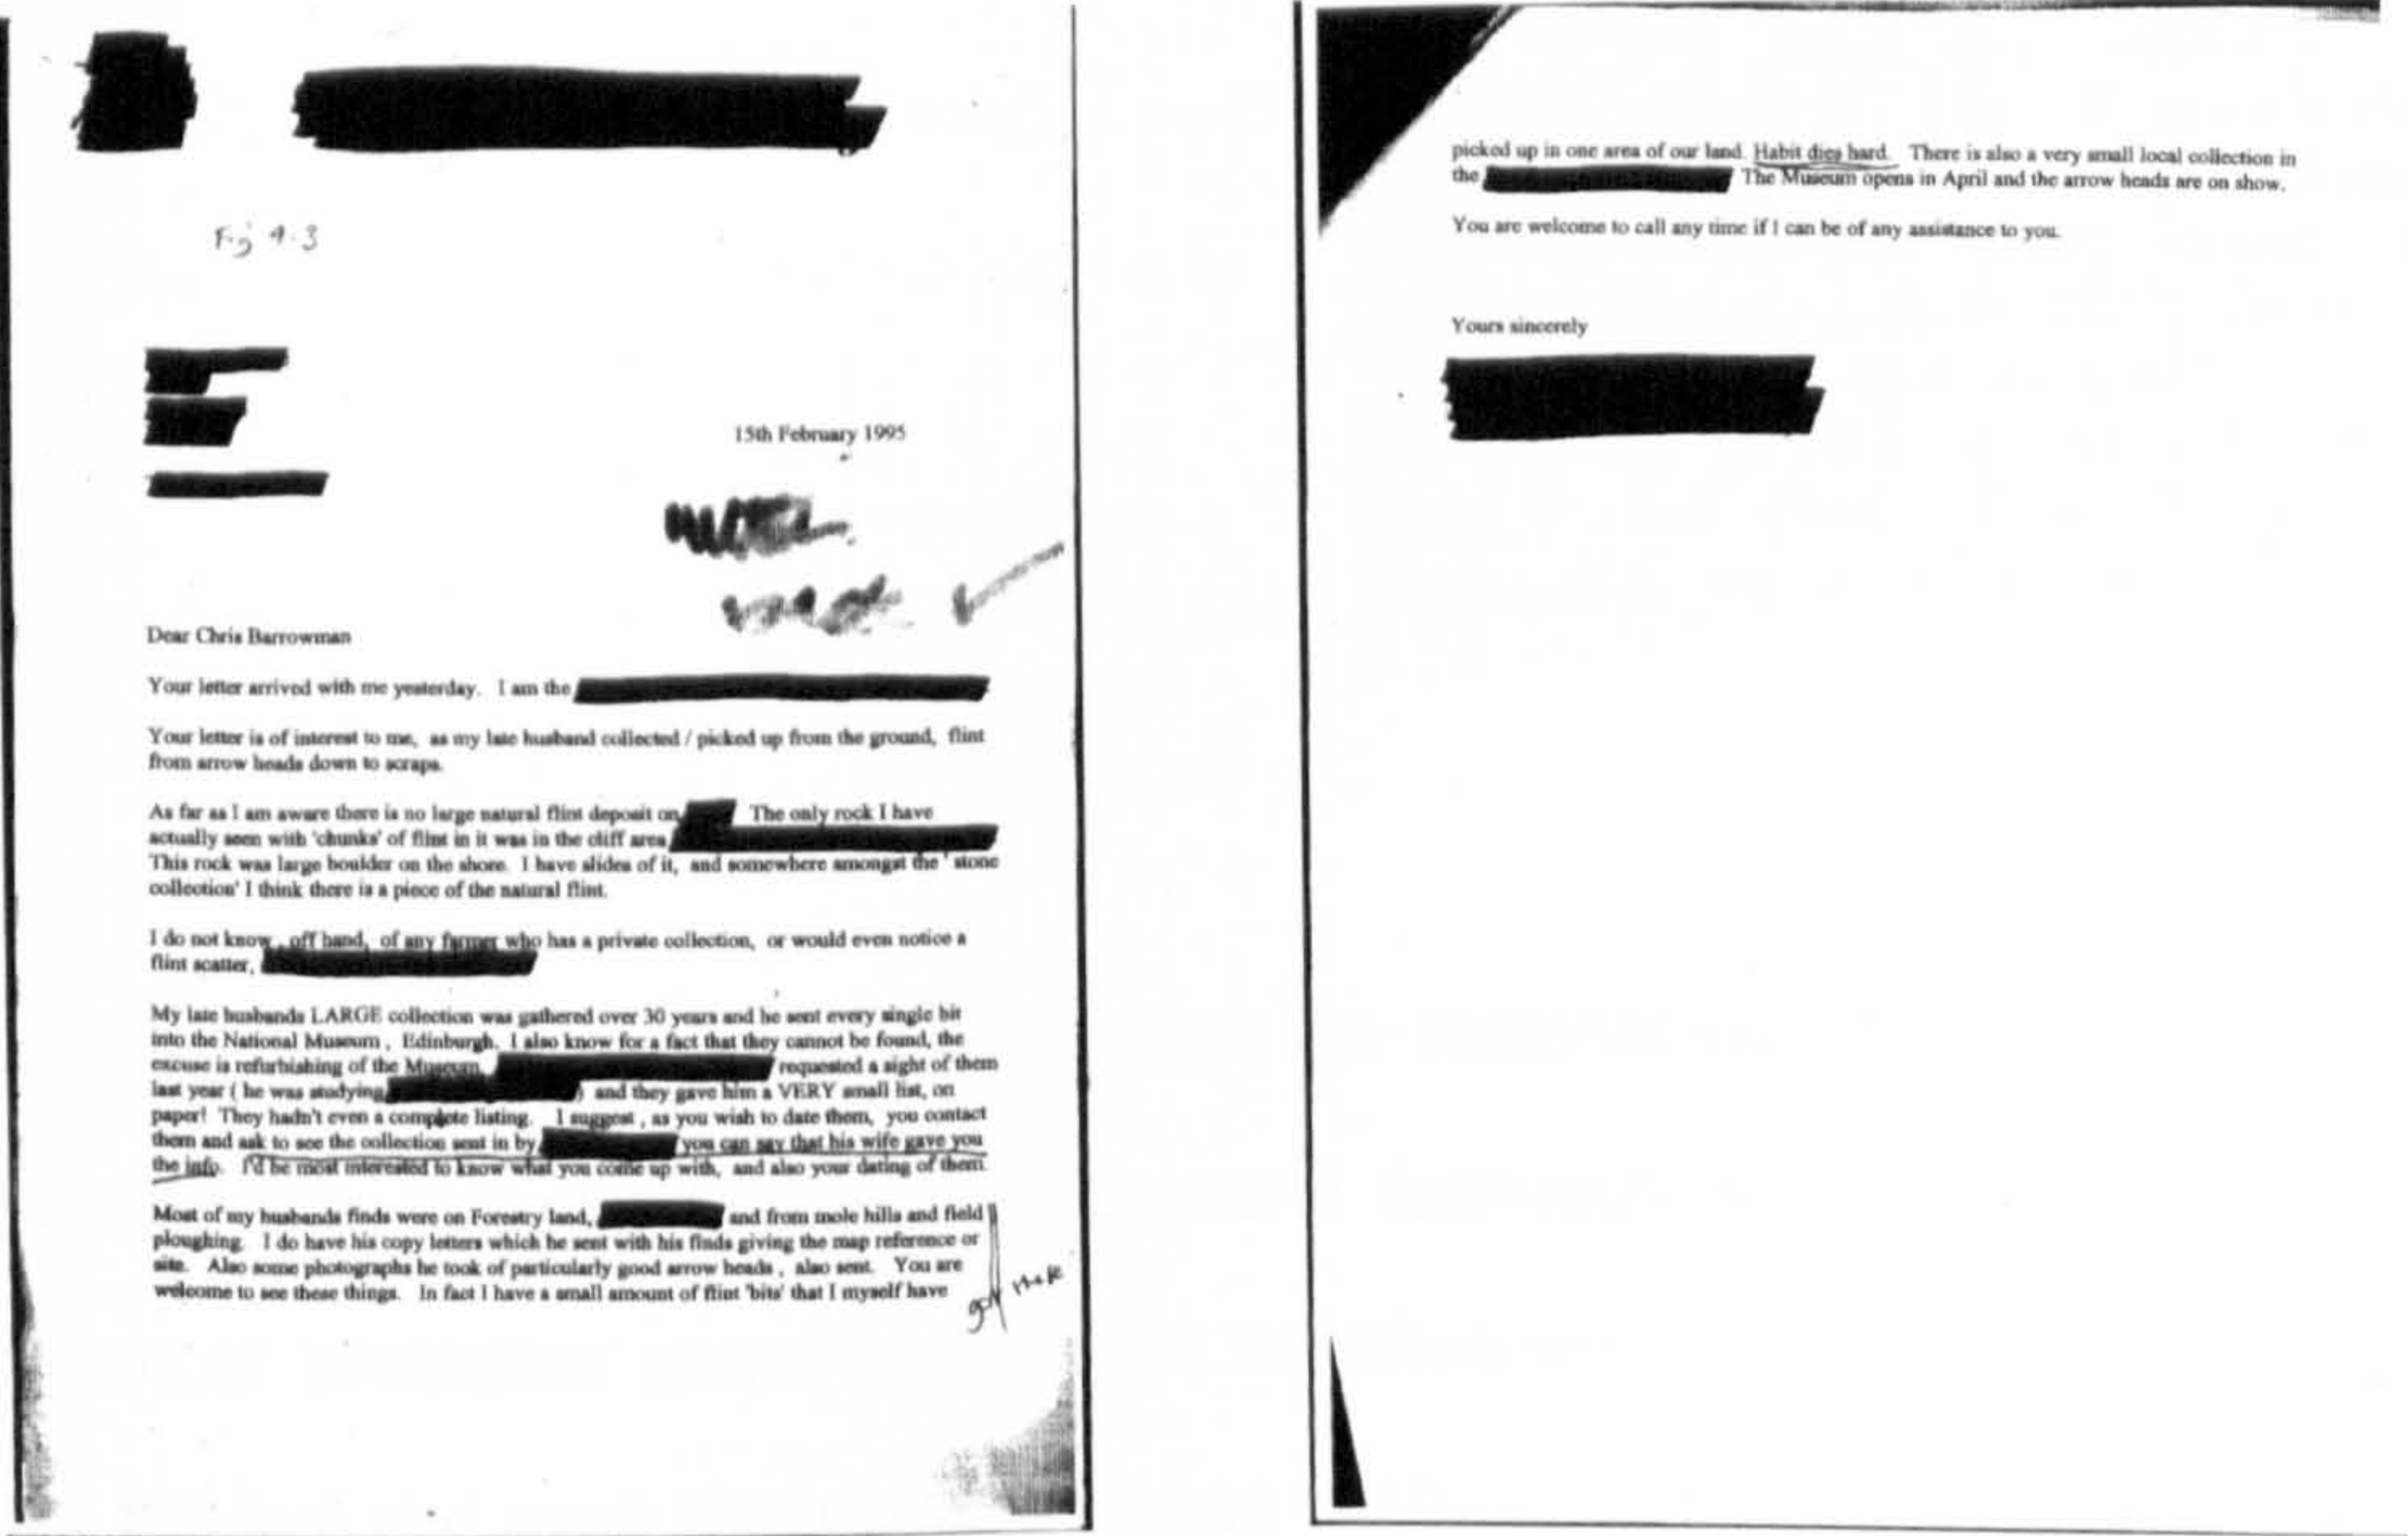 Fig 4.3
15th February 1995
Dear Chris Barrowman
Your letter arrived with me yesterday. I am the
Your letter is of interest to me, as my late husband collected / picked up from the ground, flint
from arrow heads down to scraps.
As far as I am aware there is no large natural flint deposit on The only rock I have
actually seen with 'chunks' of flint in it was in the cliff area
This rock was large boulder on the shore. I have slides of it, and somewhere amongst the ' stone
collection' I think there is a piece of the natural flint.
I do not know , off hand, of any farmer who has a private collection, or would even notice a
flint scatter,
My late husbands LARGE collection was gathered over 30 years and he sent every single bit
into the National Museum , Edinburgh. I also know for a fact that they cannot be found, the
excuse is refurbishing of the Museum. requested a sight of them
last year ( he was studying ) and they gave him a VERY small list, on
paper! They hadn't even a complete listing. I suggest , as you wish to date them, you contact
them and ask to see the collection sent in by you can say that his wife gave you
the info. I'd be most interested to know what you come up with, and also your dating of them
Most of my husbands finds were on Forestry land, and from mole hills and field
ploughing. I do have his copy letters which he sent with his finds giving the map reference or
site. Also some photographs he took of particularly good arrow heads , also sent. You are
welcome to see these things. In fact I have a small amount of flint 'bits' that I myself have
picked up in one area of our land. Habit dies hard. There is also a very small local collection in
the The Museum opens in April and the arrow heads are on show.
You are welcome to call any time if I can be of any assistance to you.
Yours sincerely